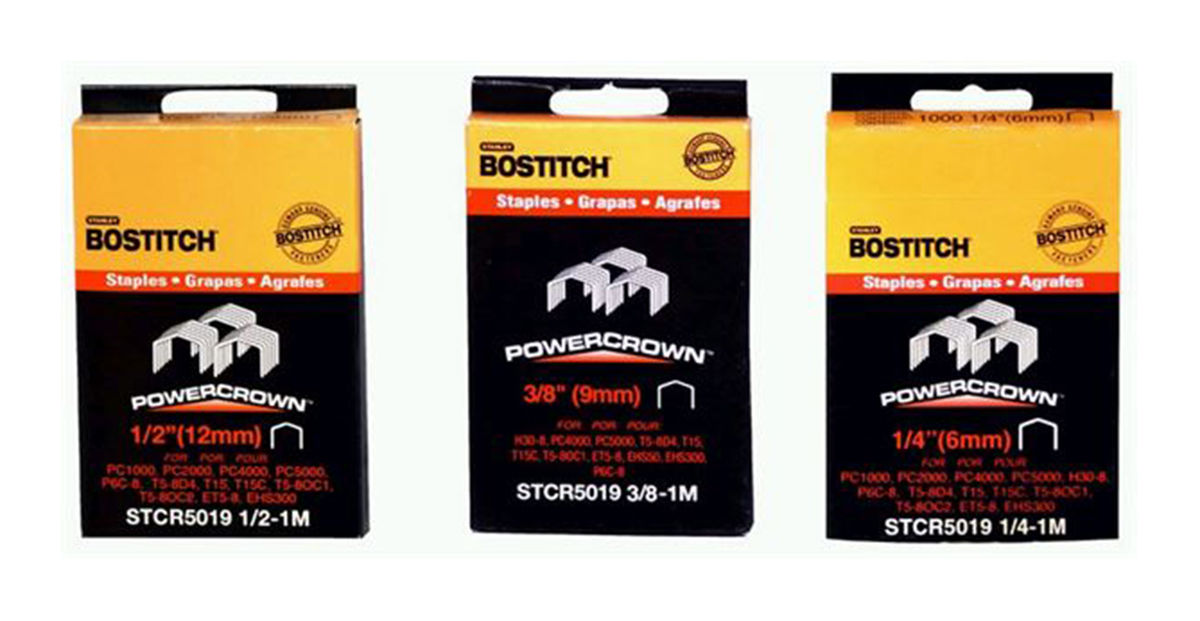 STANLEY
BOSTITCH
BOSTITCH
FASTENERS
Staples • Grapas • Agrafes
POWERCROWN™
1/2"(12mm)
FOR POR POUR
PC1000, PC2000, PC4000, PC5000,
P6C-8, T5-8D4, T15, T15C, T5-8OC1,
T5-8OC2, ET5-8, EHS300
STCR5019 1/2-1M
STANLEY
BOSTITCH
BOSTITCH
FASTENERS
Staples • Grapas • Agrafes
POWERCROWN™
3/8" (9mm)
FOR POR POUR
H30-8, PC4000, PC5000, T5-8D4, T15,
T15C, T5-8OC1, ET5-8, EHS50, EHS300,
P6C-8
STCR5019 3/8-1M
1000 1/4"(6mm)
STANLEY
BOSTITCH
BOSTITCH
FASTENERS
Staples • Grapas • Agrafes
POWERCROWN™
1/4"(6mm)
FOR POR POUR
PC1000, PC2000, PC4000, PC5000, H30-8,
P6C-8, T5-8D4, T15, T15C, T5-8OC1,
T5-8OC2, ET5-8, EHS300
STCR5019 1/4-1M